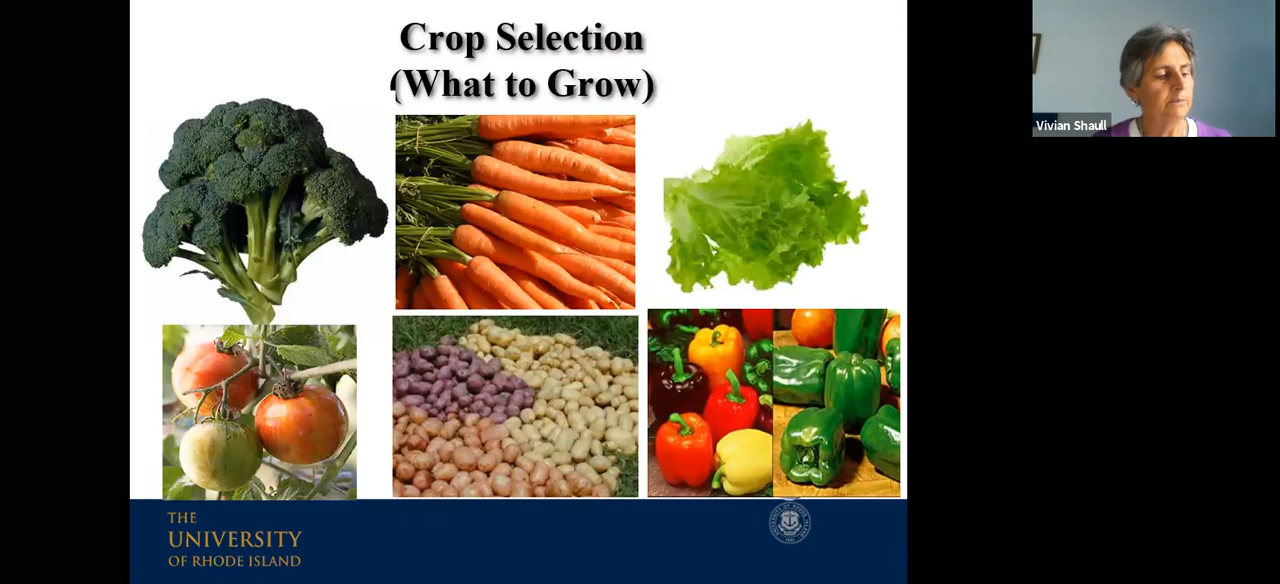 Crop Selection
(What to Grow)
Vivian Shaull
THE
UNIVERSITY
OF RHODE ISLAND